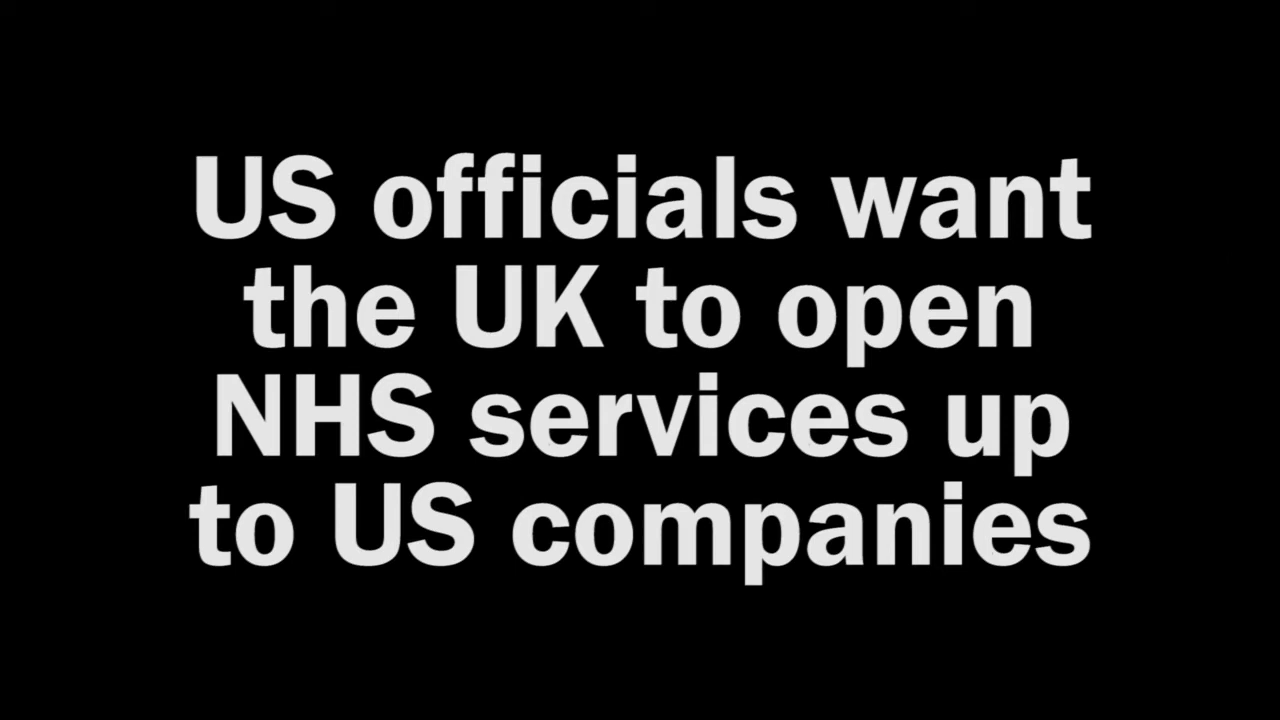 US officials want
the UK to open
NHS services up
to US companies